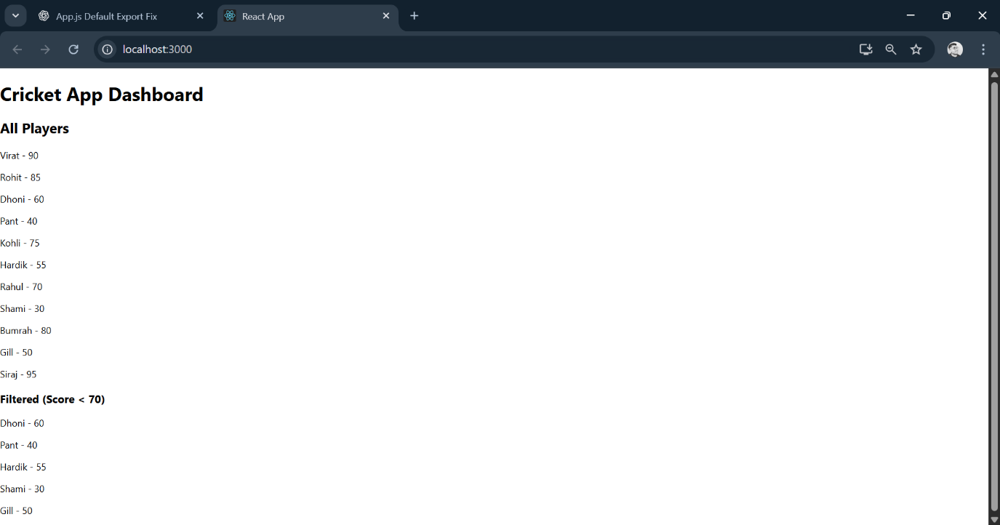 App.js Default Export Fix
React App
localhost:3000
Cricket App Dashboard
All Players
Virat - 90
Rohit - 85
Dhoni - 60
Pant - 40
Kohli - 75
Hardik - 55
Rahul - 70
Shami - 30
Bumrah - 80
Gill - 50
Siraj - 95
Filtered (Score < 70)
Dhoni - 60
Pant - 40
Hardik - 55
Shami - 30
Gill - 50